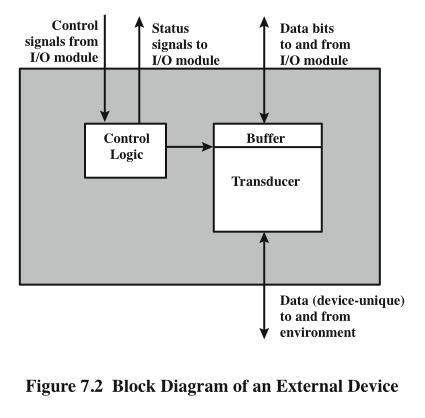 Control
signals from
I/O module
Status
signals to
I/O module
Data bits
to and from
I/O module
Control
Logic
Buffer
Transducer
Data (device-unique)
to and from
environment
Figure 7.2 Block Diagram of an External Device